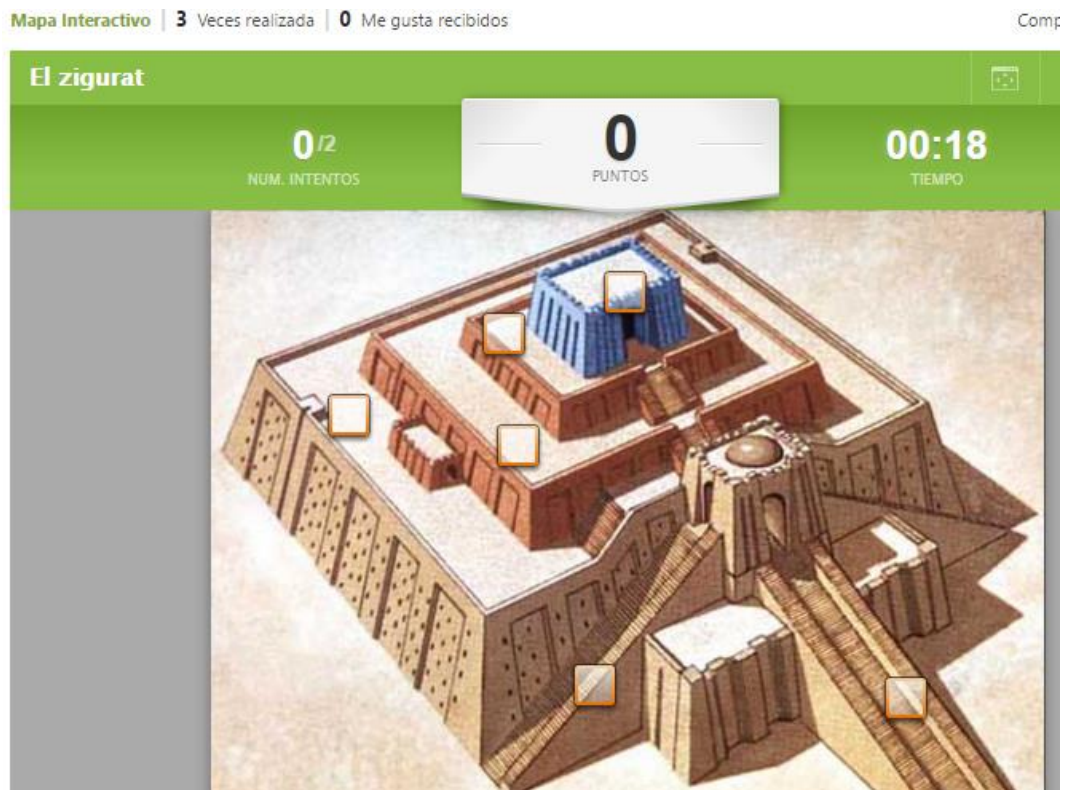 Mapa Interactivo | 3 Veces realizada | 0 Me gusta recibidos Comp
El zigurat
0/2 0 00:18
NUM. INTENTOS PUNTOS TIEMPO